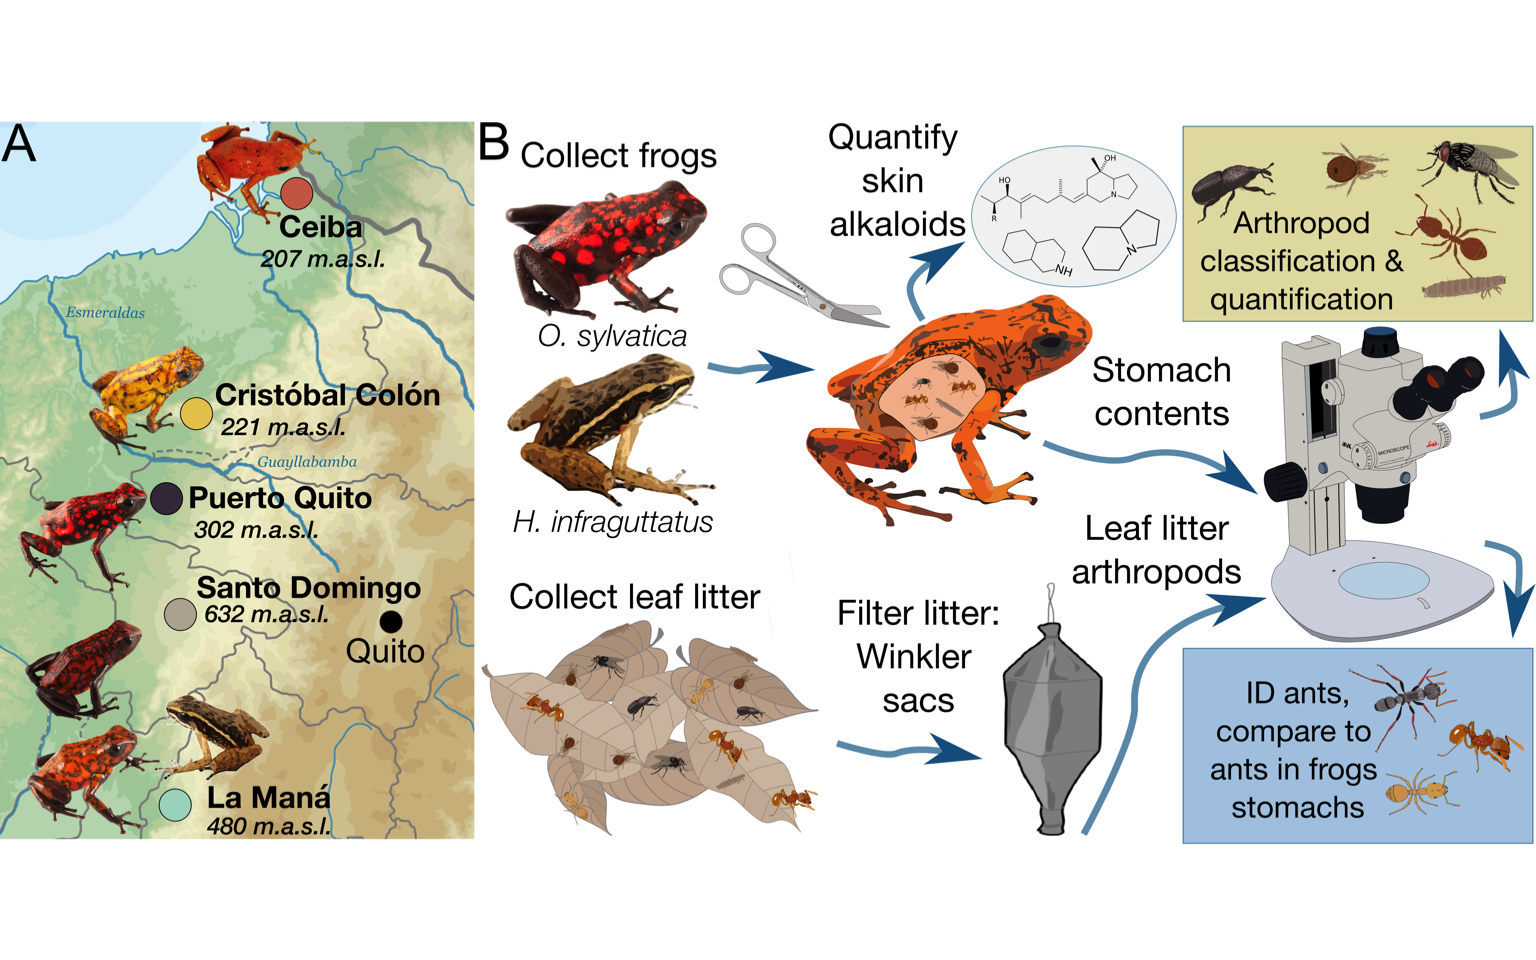 A
Ceiba
207 m.a.s.l.
Esmeraldas
Cristóbal Colón
221 m.a.s.l.
Guayllabamba
Puerto Quito
302 m.a.s.l.
Santo Domingo
632 m.a.s.l.
Quito
La Maná
480 m.a.s.l.
B
Collect frogs
O. sylvatica
H. infraguttatus
Collect leaf litter
Quantify
skin
alkaloids
HO
R
OH
N
NH
N
Stomach
contents
Leaf litter
arthropods
Filter litter:
Winkler
sacs
MICROSCOPE
Arthropod
classification &
quantification
ID ants,
compare to
ants in frogs
stomachs